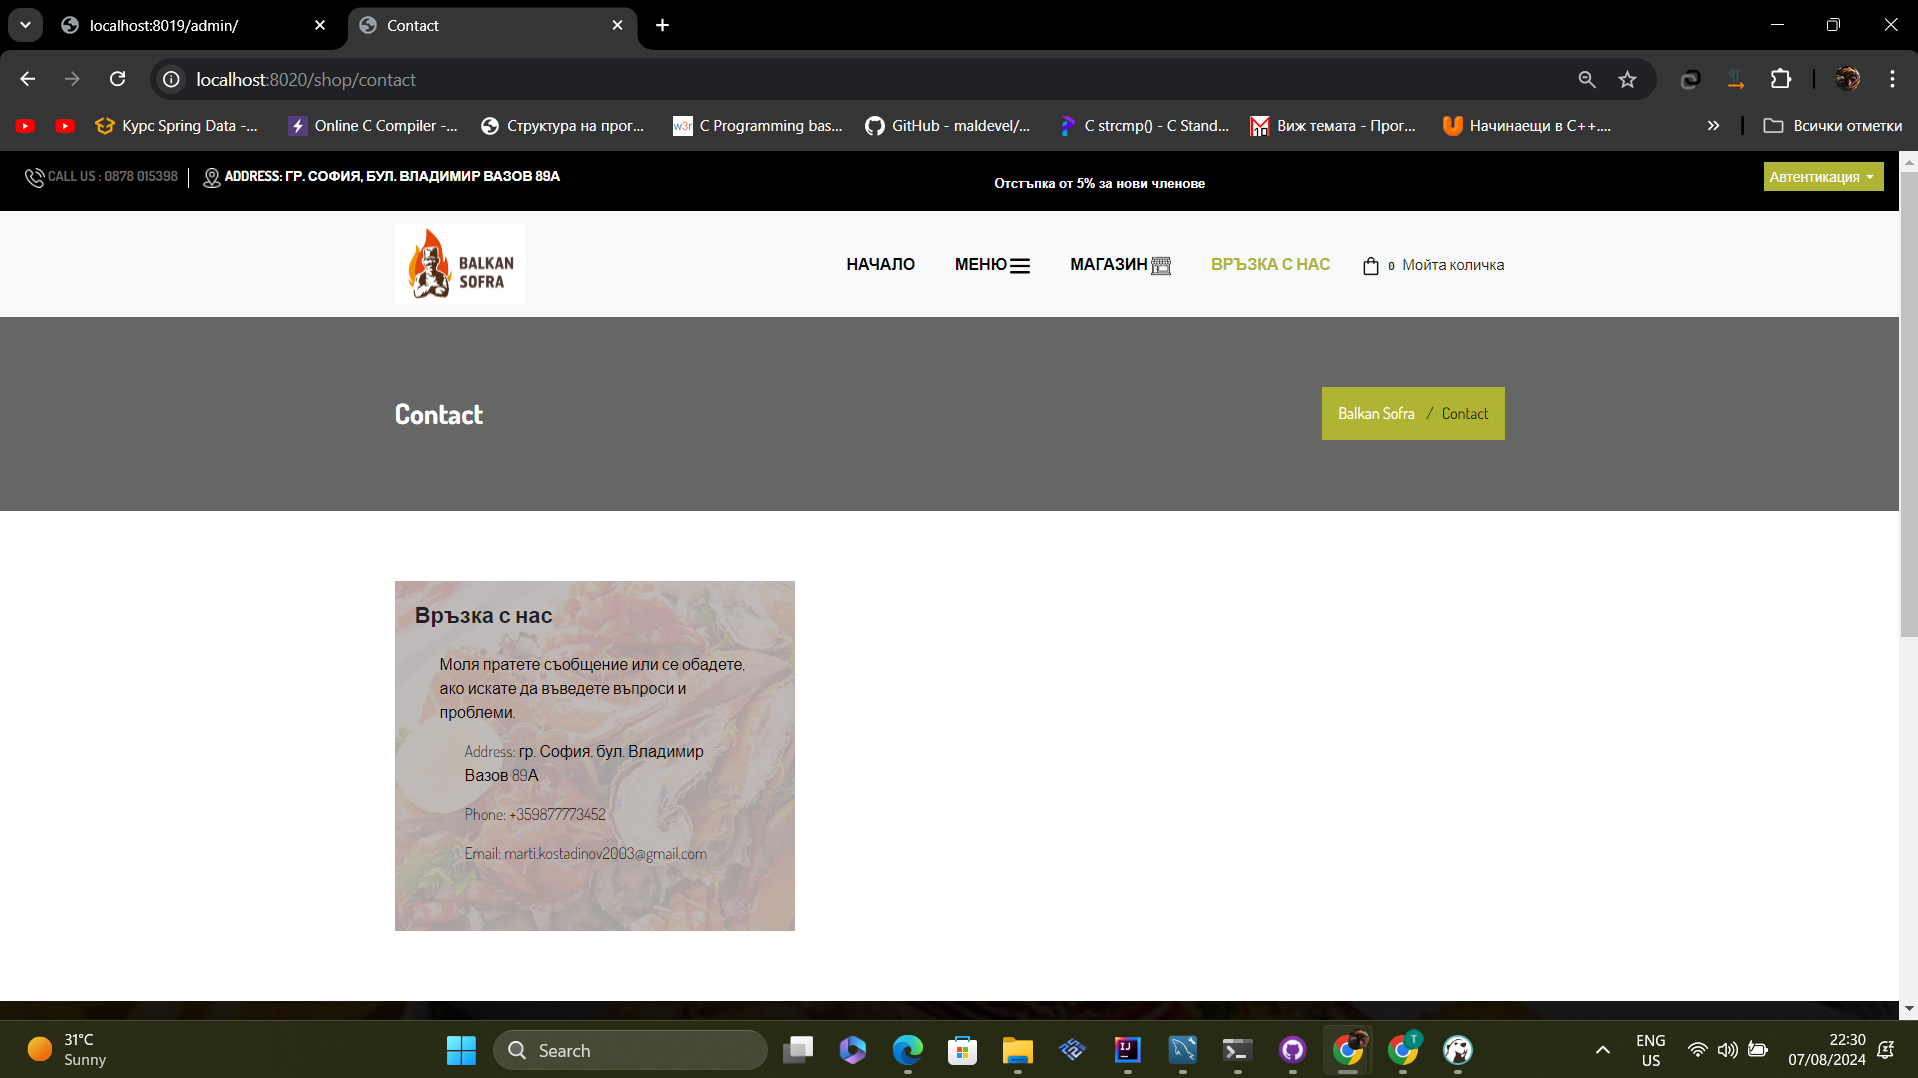 localhost:8019/admin/
Contact
localhost:8020/shop/contact
Курс Spring Data -...
Online C Compiler -...
Структура на прог...
w3r
C Programming bas...
GitHub - maldevel/...
C strcmp() - C Stand...
Виж темата - Прог...
Начинаещи в C++....
Всички отметки
CALL US : 0878 015398
ADDRESS: ГР. СОФИЯ, БУЛ. ВЛАДИМИР ВАЗОВ 89А
Отстъпка от 5% за нови членове
Автентикация
BALKAN
SOFRA
НАЧАЛО
МЕНЮ
МАГАЗИН
ВРЪЗКА С НАС
0 Мойта количка
Contact
Balkan Sofra / Contact
Връзка с нас
Моля пратете съобщение или се обадете,
ако искате да въведете въпроси и
проблеми.
Address: гр. София, бул. Владимир
Вазов 89А
Phone: +359877773452
Email: marti.kostadinov2003@gmail.com
31°C
Sunny
Search
IJ
T
ENG
US
22:30
07/08/2024